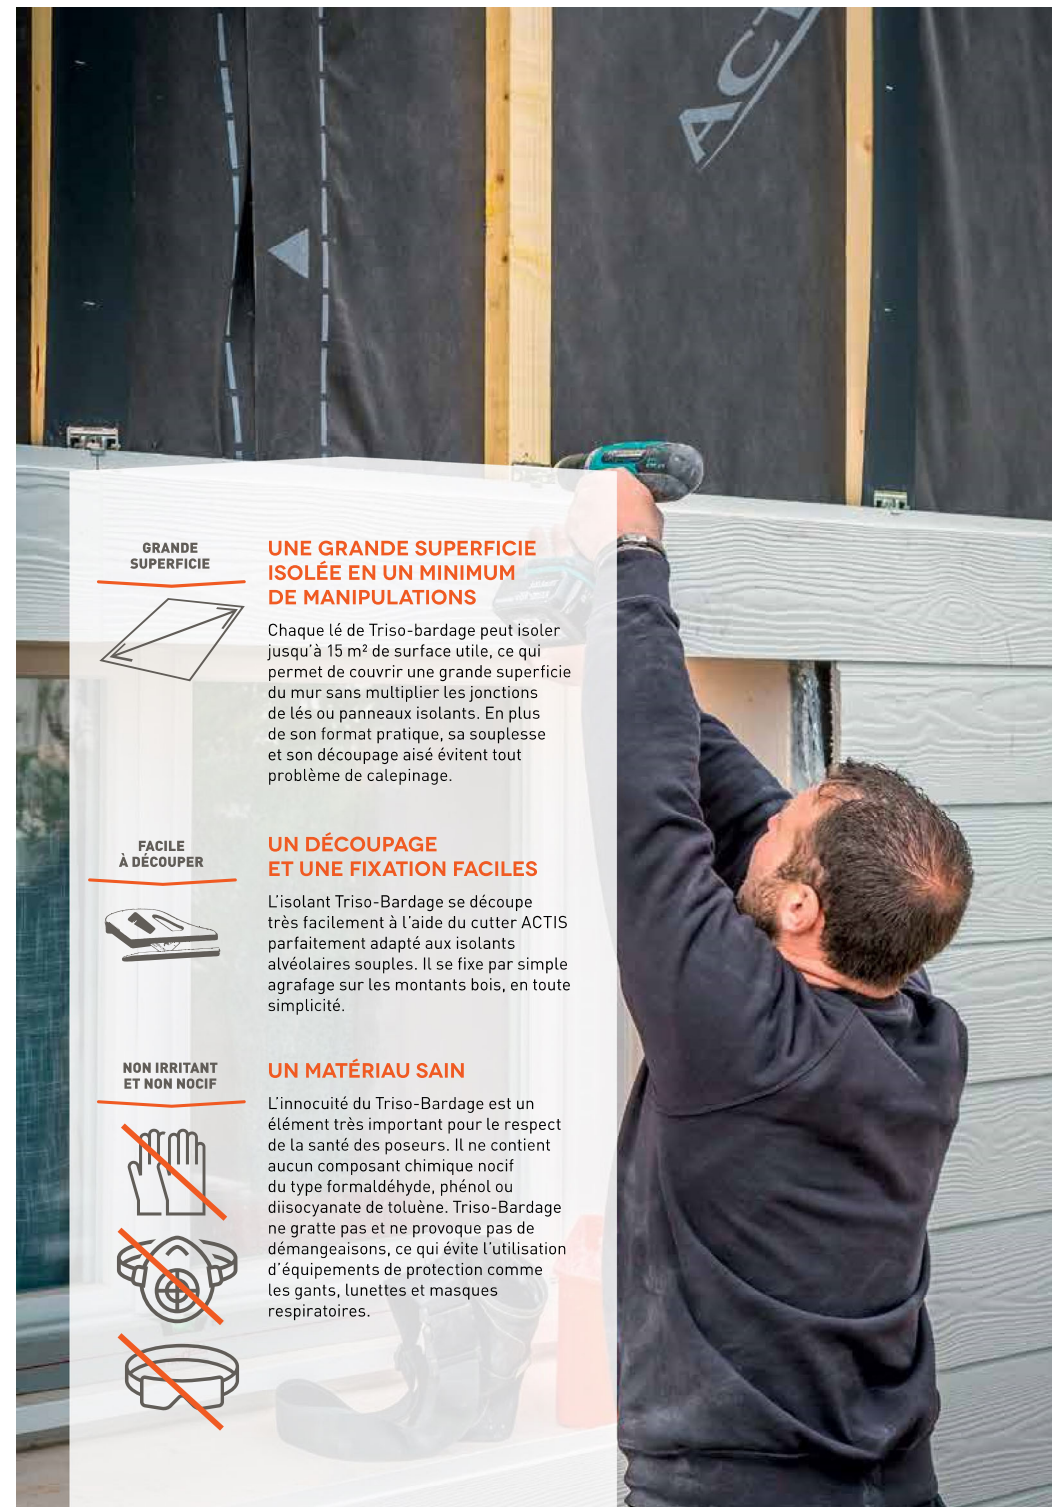 ACT
GRANDE
SUPERFICIE
UNE GRANDE SUPERFICIE
ISOLÉE EN UN MINIMUM
DE MANIPULATIONS
Chaque lé de Triso-bardage peut isoler
jusqu’à 15 m² de surface utile, ce qui
permet de couvrir une grande superficie
du mur sans multiplier les jonctions
de lés ou panneaux isolants. En plus
de son format pratique, sa souplesse
et son découpage aisé évitent tout
problème de calepinage.
FACILE
À DÉCOUPER
UN DÉCOUPAGE
ET UNE FIXATION FACILES
L’isolant Triso-Bardage se découpe
très facilement à l’aide du cutter ACTIS
parfaitement adapté aux isolants
alvéolaires souples. Il se fixe par simple
agrafage sur les montants bois, en toute
simplicité.
NON IRRITANT
ET NON NOCIF
UN MATÉRIAU SAIN
L’innocuité du Triso-Bardage est un
élément très important pour le respect
de la santé des poseurs. Il ne contient
aucun composant chimique nocif
du type formaldéhyde, phénol ou
diisocyanate de toluène. Triso-Bardage
ne gratte pas et ne provoque pas de
démangeaisons, ce qui évite l’utilisation
d’équipements de protection comme
les gants, lunettes et masques
respiratoires.